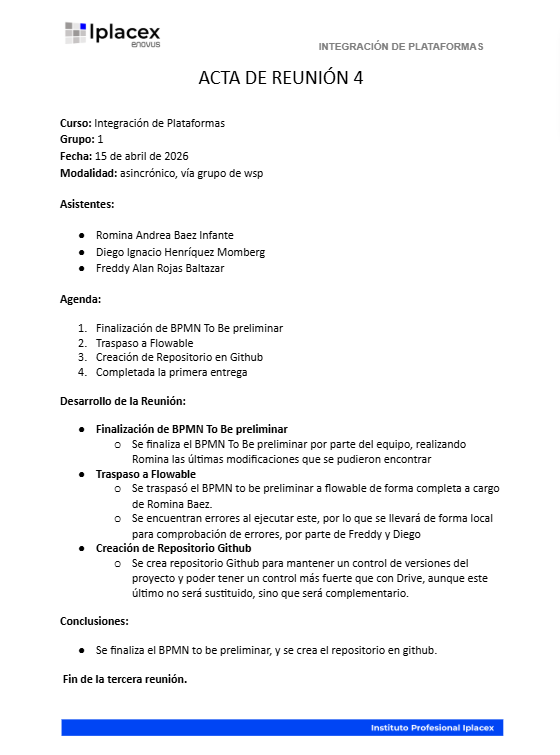 Iplacex
enovus
INTEGRACIÓN DE PLATAFORMAS
ACTA DE REUNIÓN 4
Curso: Integración de Plataformas
Grupo: 1
Fecha: 15 de abril de 2026
Modalidad: asincrónico, vía grupo de wsp
Asistentes:
● Romina Andrea Baez Infante
● Diego Ignacio Henríquez Momberg
● Freddy Alan Rojas Baltazar
Agenda:
1. Finalización de BPMN To Be preliminar
2. Traspaso a Flowable
3. Creación de Repositorio en Github
4. Completada la primera entrega
Desarrollo de la Reunión:
● Finalización de BPMN To Be preliminar
○ Se finaliza el BPMN To Be preliminar por parte del equipo, realizando
Romina las últimas modificaciones que se pudieron encontrar
● Traspaso a Flowable
○ Se traspasó el BPMN to be preliminar a flowable de forma completa a cargo
de Romina Baez.
○ Se encuentran errores al ejecutar este, por lo que se llevará de forma local
para comprobación de errores, por parte de Freddy y Diego
● Creación de Repositorio Github
○ Se crea repositorio Github para mantener un control de versiones del
proyecto y poder tener un control más fuerte que con Drive, aunque este
último no será sustituido, sino que será complementario.
Conclusiones:
● Se finaliza el BPMN to be preliminar, y se crea el repositorio en github.
Fin de la tercera reunión.
Instituto Profesional Iplacex